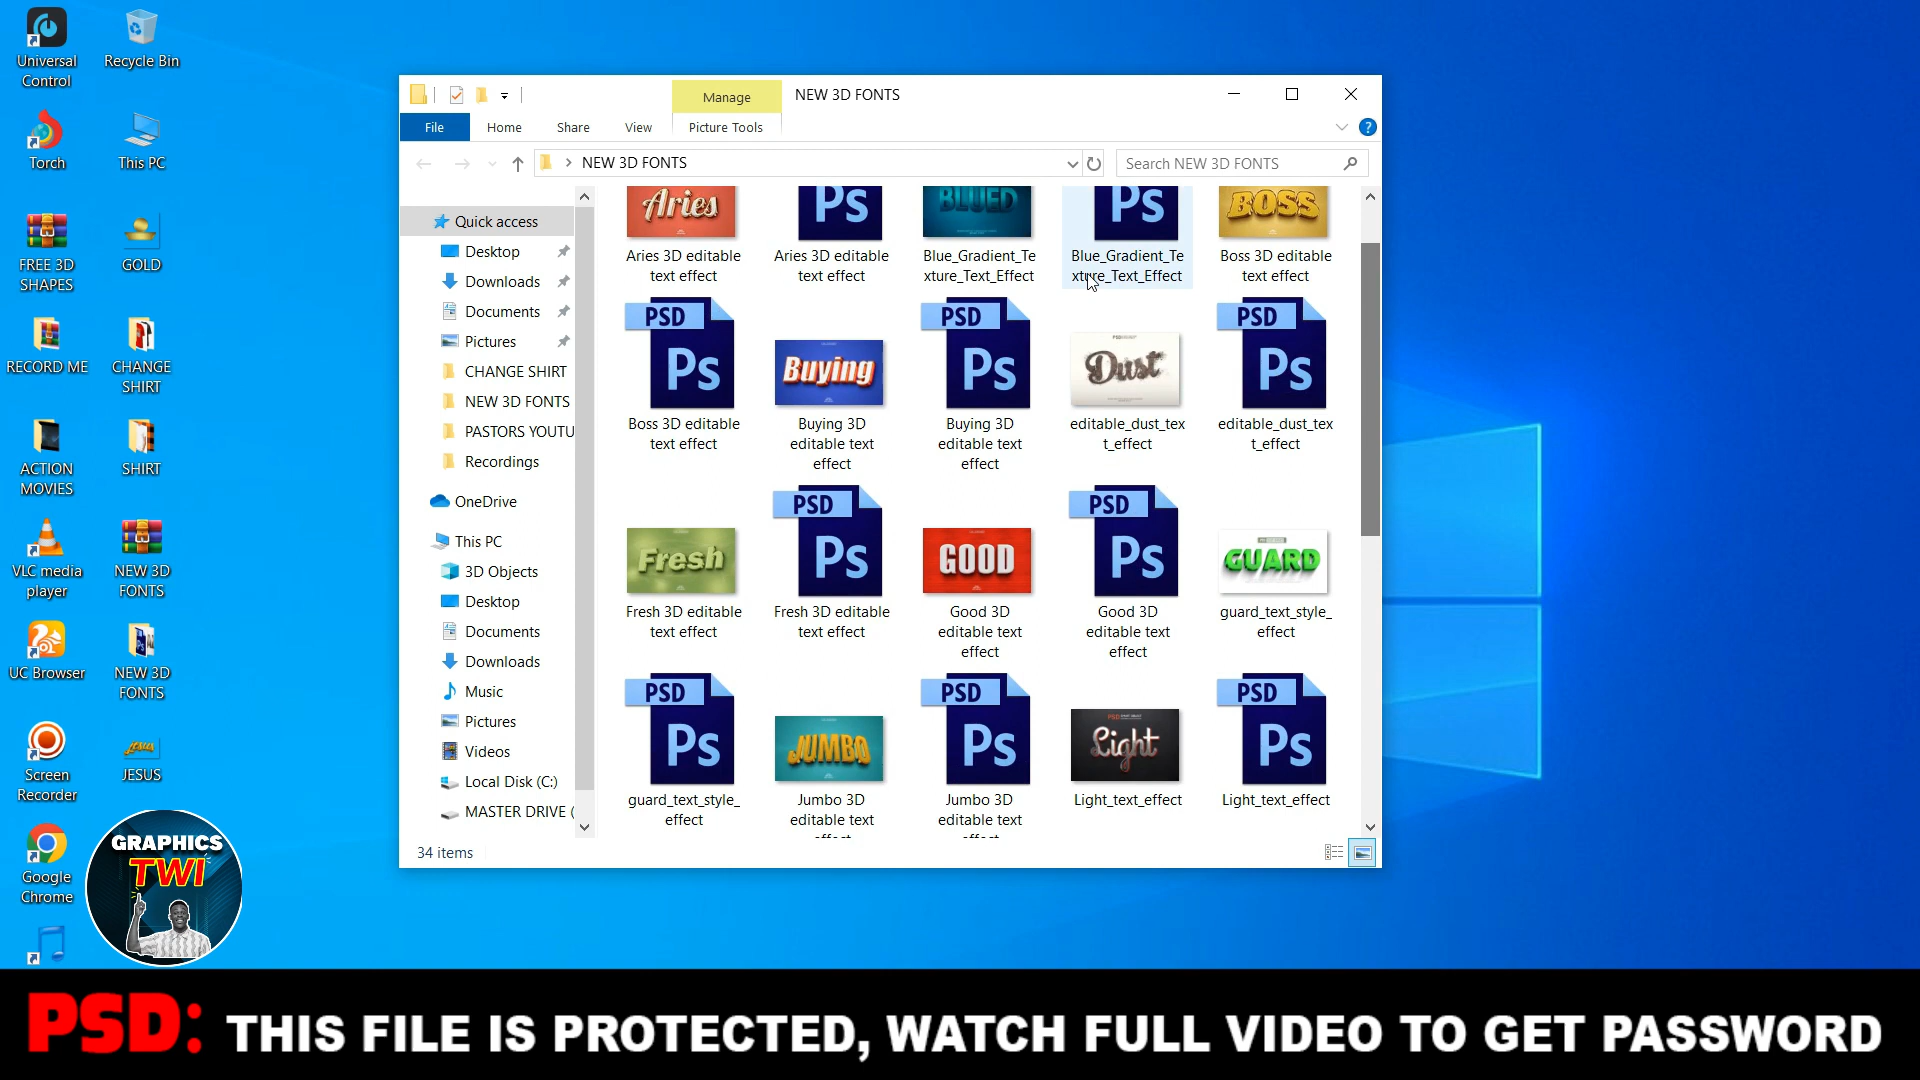 Universal
Control
Recycle Bin
Torch
This PC
FREE 3D
SHAPES
GOLD
RECORD ME
CHANGE
SHIRT
ACTION
MOVIES
SHIRT
VLC media
player
NEW 3D
FONTS
UC Browser
NEW 3D
FONTS
Screen
Recorder
JESUS
JESUS
Google
Chrome
GRAPHICS
TWI
Manage
NEW 3D FONTS
File
Home
Share
View
Picture Tools
NEW 3D FONTS
Search NEW 3D FONTS
Quick access
Desktop
Downloads
Documents
Pictures
CHANGE SHIRT
NEW 3D FONTS
PASTORS YOUTU
Recordings
OneDrive
This PC
3D Objects
Desktop
Documents
Downloads
Music
Pictures
Videos
Local Disk (C:)
MASTER DRIVE (
Aries
Ps
BLUED
Ps
BOSS
Aries 3D editable
text effect
Aries 3D editable
text effect
Blue_Gradient_Te
xture_Text_Effect
Blue_Gradient_Te
xture_Text_Effect
Boss 3D editable
text effect
PSD
Ps
Buying
PSD
Ps
Dust
PSD
Ps
Boss 3D editable
text effect
Buying 3D
editable text
effect
Buying 3D
editable text
effect
editable_dust_tex
t_effect
editable_dust_tex
t_effect
Fresh
PSD
Ps
GOOD
PSD
Ps
GUARD
Fresh 3D editable
text effect
Fresh 3D editable
text effect
Good 3D
editable text
effect
Good 3D
editable text
effect
guard_text_style_
effect
PSD
Ps
JUMBO
PSD
Ps
Light
PSD
Ps
guard_text_style_
effect
Jumbo 3D
editable text
effect
Jumbo 3D
editable text
effect
Light_text_effect
Light_text_effect
34 items
PSD: THIS FILE IS PROTECTED, WATCH FULL VIDEO TO GET PASSWORD